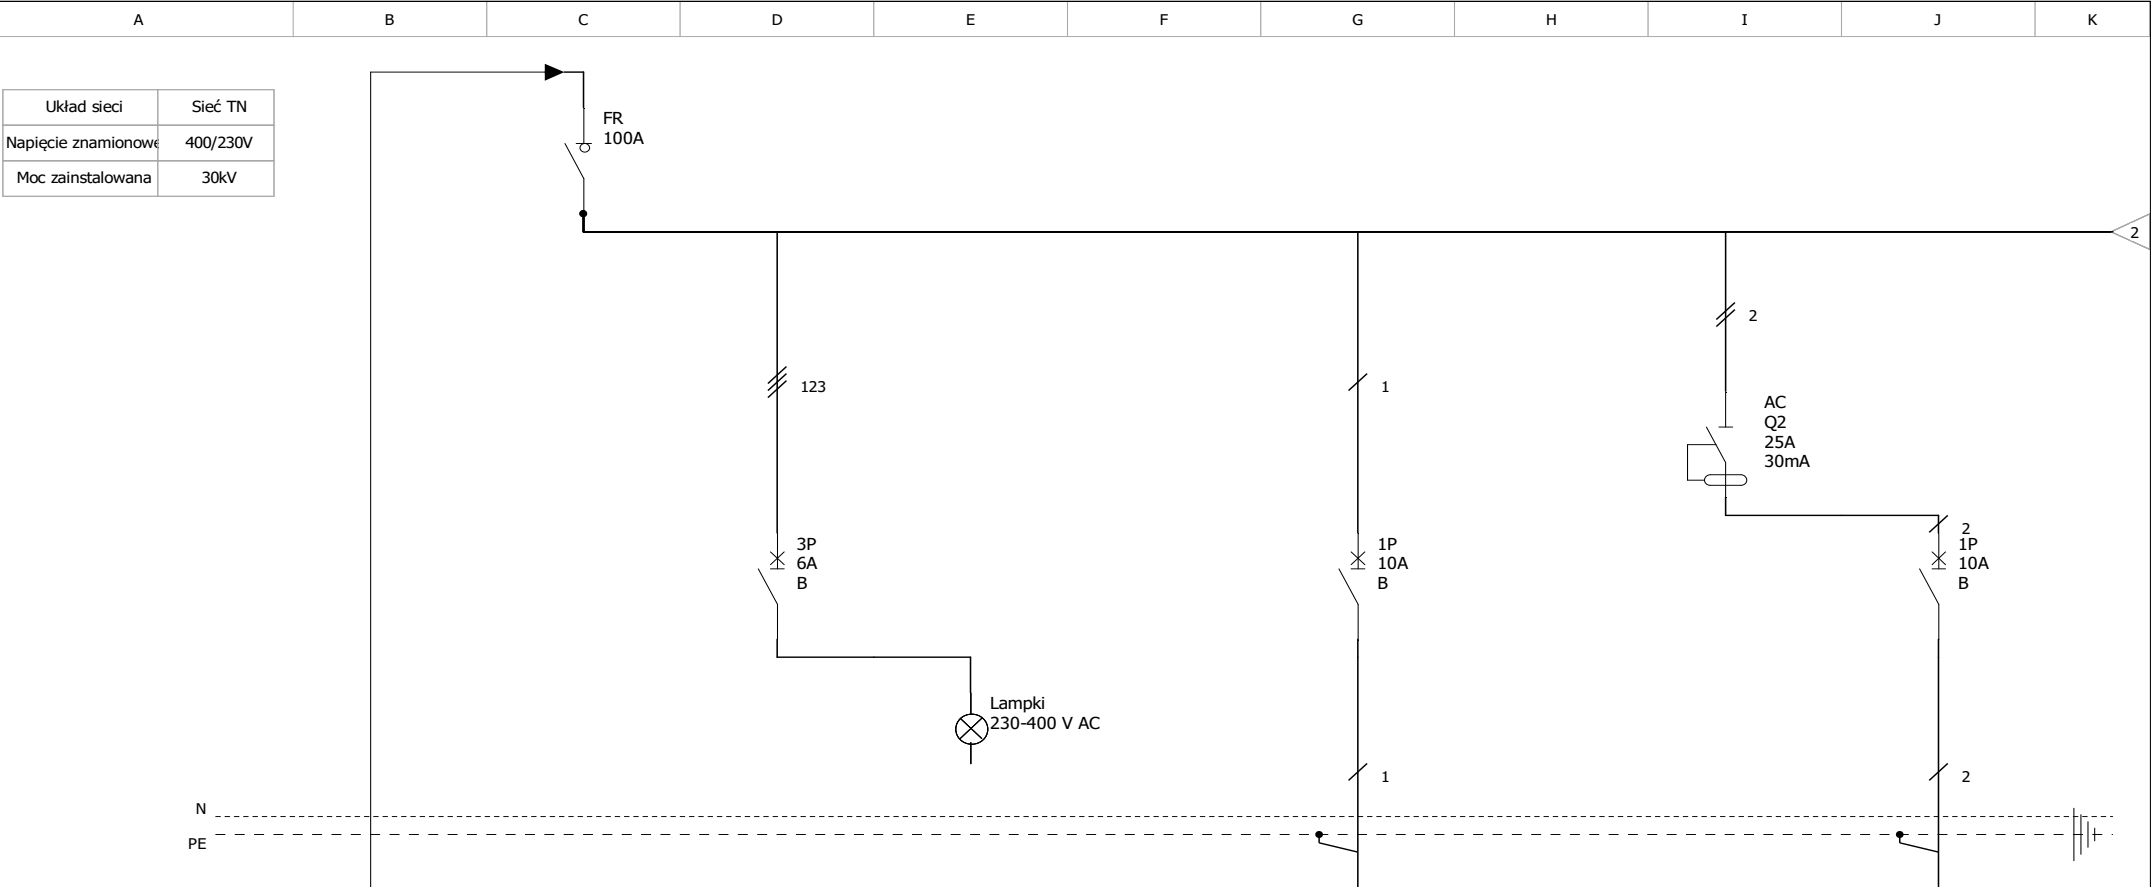 A B C D E F G H I J K
Układ sieci Sieć TN
Napięcie znamionowe 400/230V
Moc zainstalowana 30kV
FR
100A
2
2
123
1
AC
Q2
25A
30mA
2
3P
6A
B
1P
10A
B
1P
10A
B
Lampki
230-400 V AC
1
2
N
PE